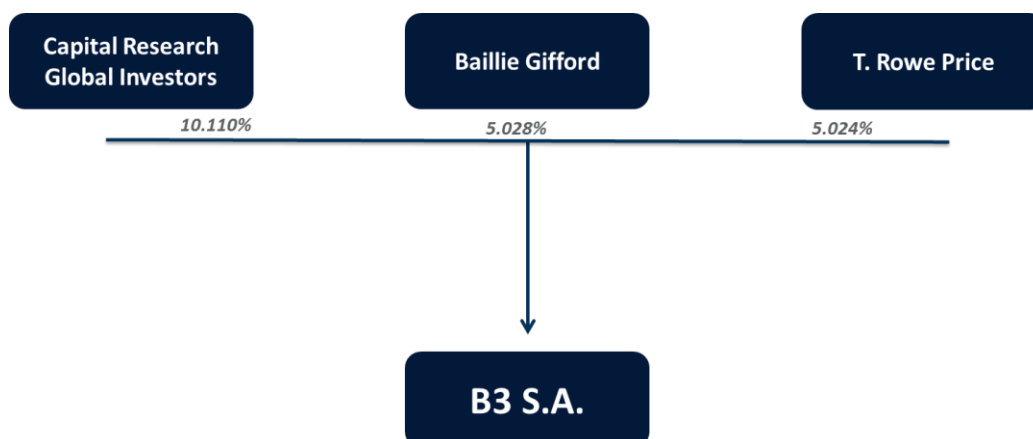 Capital Research
Global Investors
Baillie Gifford
T. Rowe Price
10.110%
5.028%
5.024%
B3 S.A.